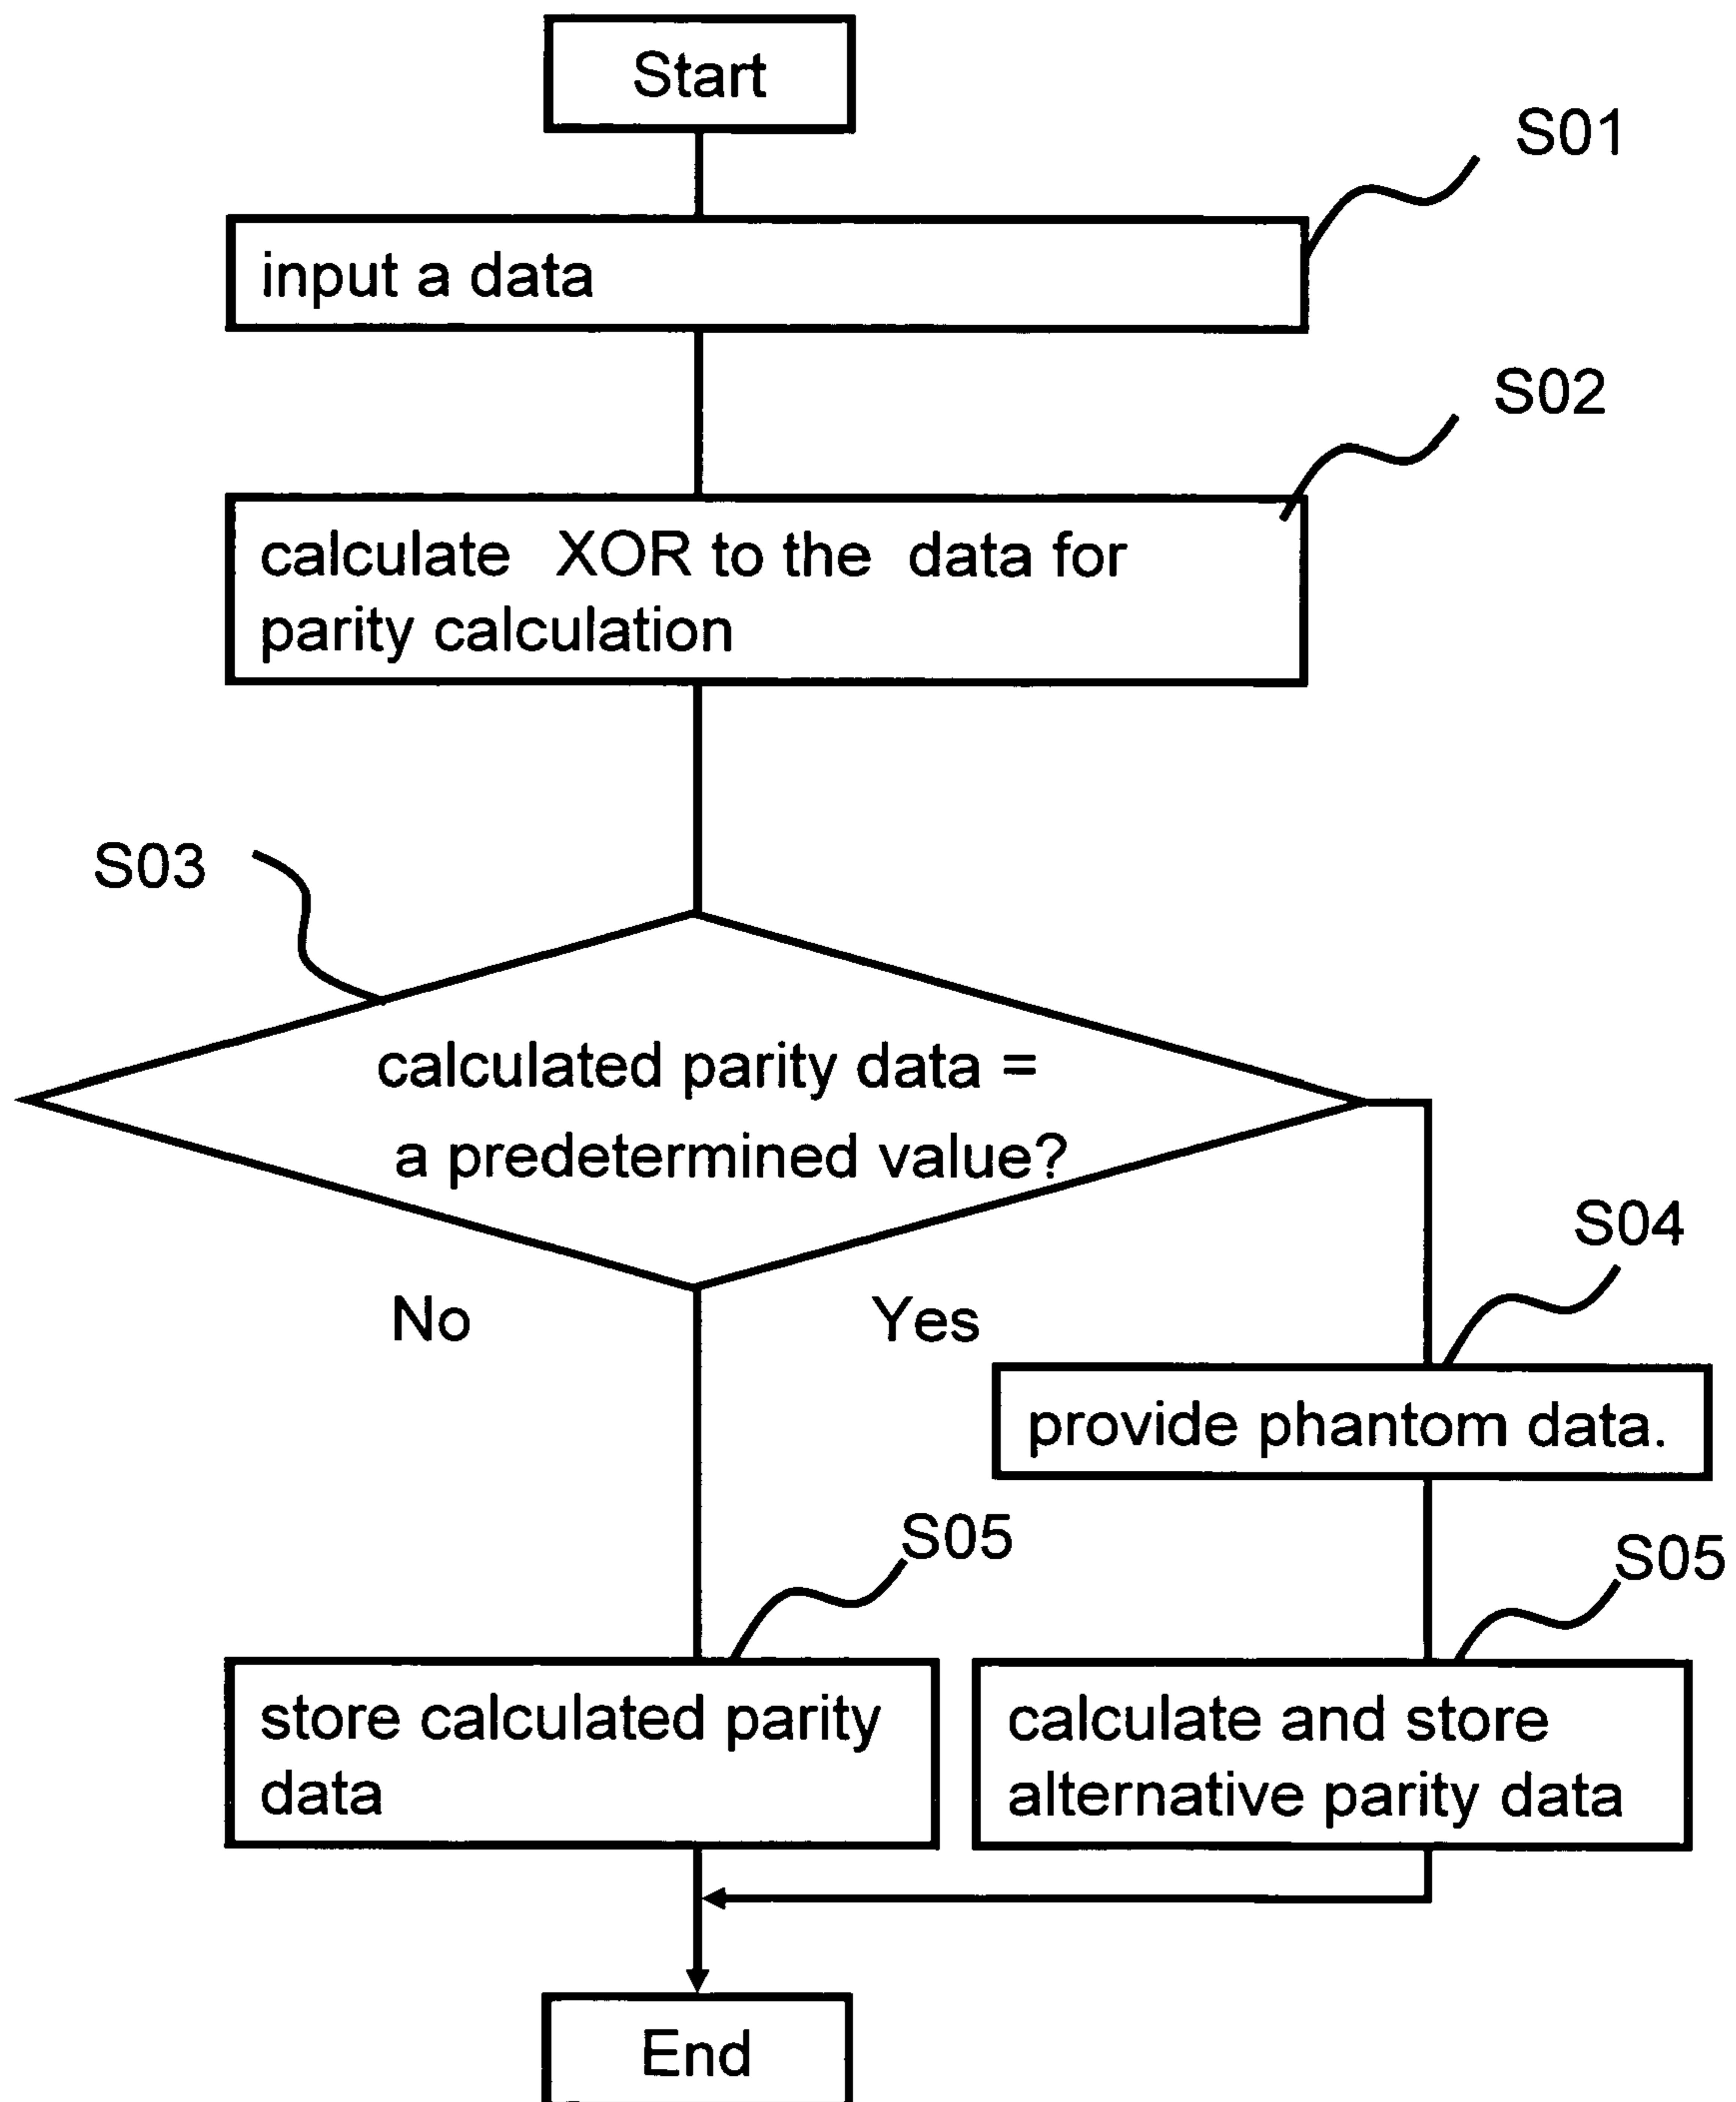 Start
S01
input a data
S02
calculate XOR to the data for
parity calculation
S03
calculated parity data =
a predetermined value?
No
Yes
S04
provide phantom data.
S05
S05
store calculated parity
data
calculate and store
alternative parity data
End